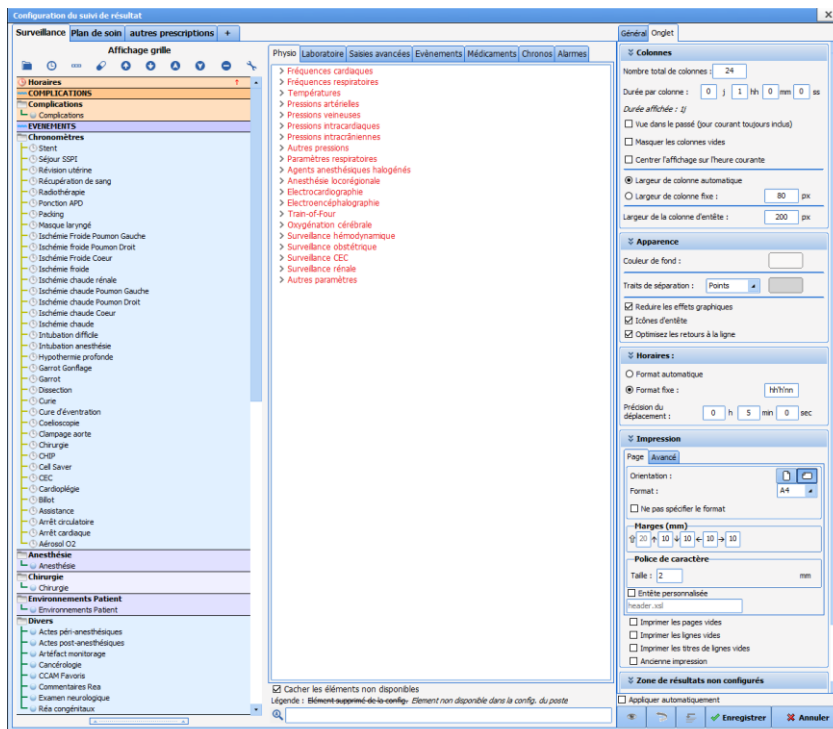 Configuration du suivi de résultat
Surveillance Plan de soin autres prescriptions +
Affichage grille
Horaires
COMPLICATIONS
Complications
Complications
EVENEMENTS
Chronomètres
Stent
Séjour SSPI
Révision utérine
Récupération de sang
Radiothérapie
Ponction APD
Packing
Masque laryngé
Ischémie Froide Poumon Gauche
Ischémie froide Poumon Droit
Ischémie Froide Coeur
Ischémie froide
Ischémie chaude rénale
Ischémie chaude Poumon Gauche
Ischémie chaude Poumon Droit
Ischémie chaude Coeur
Ischémie chaude
Intubation difficile
Intubation anesthésie
Hypothermie profonde
Garrot Gonflage
Garrot
Dissection
Curie
Cure d'éventration
Coelioscopie
Clampage aorte
Chirurgie
CHIP
Cell Saver
CEC
Cardioplégie
Billot
Assistance
Arrêt circulatoire
Arrêt cardiaque
Aérosol O2
Anesthésie
Anesthésie
Chirurgie
Chirurgie
Environnements Patient
Environnements Patient
Divers
Actes péri-anesthésiques
Actes post-anesthésiques
Artéfact monitorage
Cancérologie
CCAM Favoris
Commentaires Rea
Examen neurologique
Réa congénitaux
Physio Laboratoire Saisies avancées Evènements Médicaments Chronos Alarmes
Fréquences cardiaques
Fréquences respiratoires
Températures
Pressions artérielles
Pressions veineuses
Pressions intracardiaques
Pressions intracrâniennes
Autres pressions
Paramètres respiratoires
Agents anesthésiques halogénés
Anesthésie locorégionale
Electrocardiographie
Electroencéphalographie
Train-of-Four
Oxygénation cérébrale
Surveillance hémodynamique
Surveillance obstétrique
Surveillance CEC
Surveillance rénale
Autres paramètres
Cacher les éléments non disponibles
Légende : Elément supprimé de la config. Element non disponible dans la config. du poste
Général Onglet
Colonnes
Nombre total de colonnes : 24
Durée par colonne : 0 j 1 hh 0 mm 0 ss
Durée affichée : 1j
Vue dans le passé (jour courant toujours inclus)
Masquer les colonnes vides
Centrer l'affichage sur l'heure courante
Largeur de colonne automatique
Largeur de colonne fixe : 80 px
Largeur de la colonne d'entête : 200 px
Apparence
Couleur de fond :
Traits de séparation : Points
Reduire les effets graphiques
Icônes d'entête
Optimisez les retours à la ligne
Horaires :
Format automatique
Format fixe : hh'h'nn
Précision du
déplacement : 0 h 5 min 0 sec
Impression
Page Avancé
Orientation :
Format : A4
Ne pas spécifier le format
Marges (mm)
20 10 10 10 10
Police de caractère
Taille : 2 mm
Entête personnalisée
header.xsl
Imprimer les pages vides
Imprimer les lignes vides
Imprimer les titres de lignes vides
Ancienne impression
Zone de résultats non configurés
Appliquer automatiquement
Enregistrer Annuler